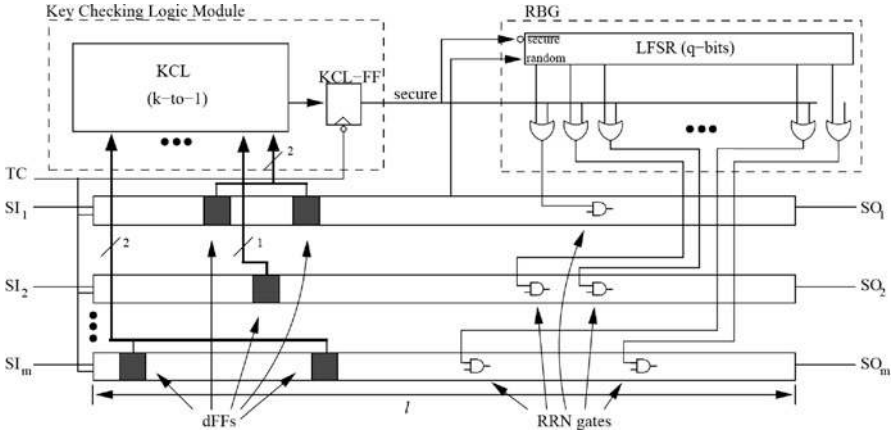 Key Checking Logic Module
RBG
KCL
(k-to-1)
KCL-FF
secure
secure
random
LFSR (q-bits)
2
TC
SI1
SO1
2
1
SI2
SO2
SIm
SOm
l
dFFs
RRN gates